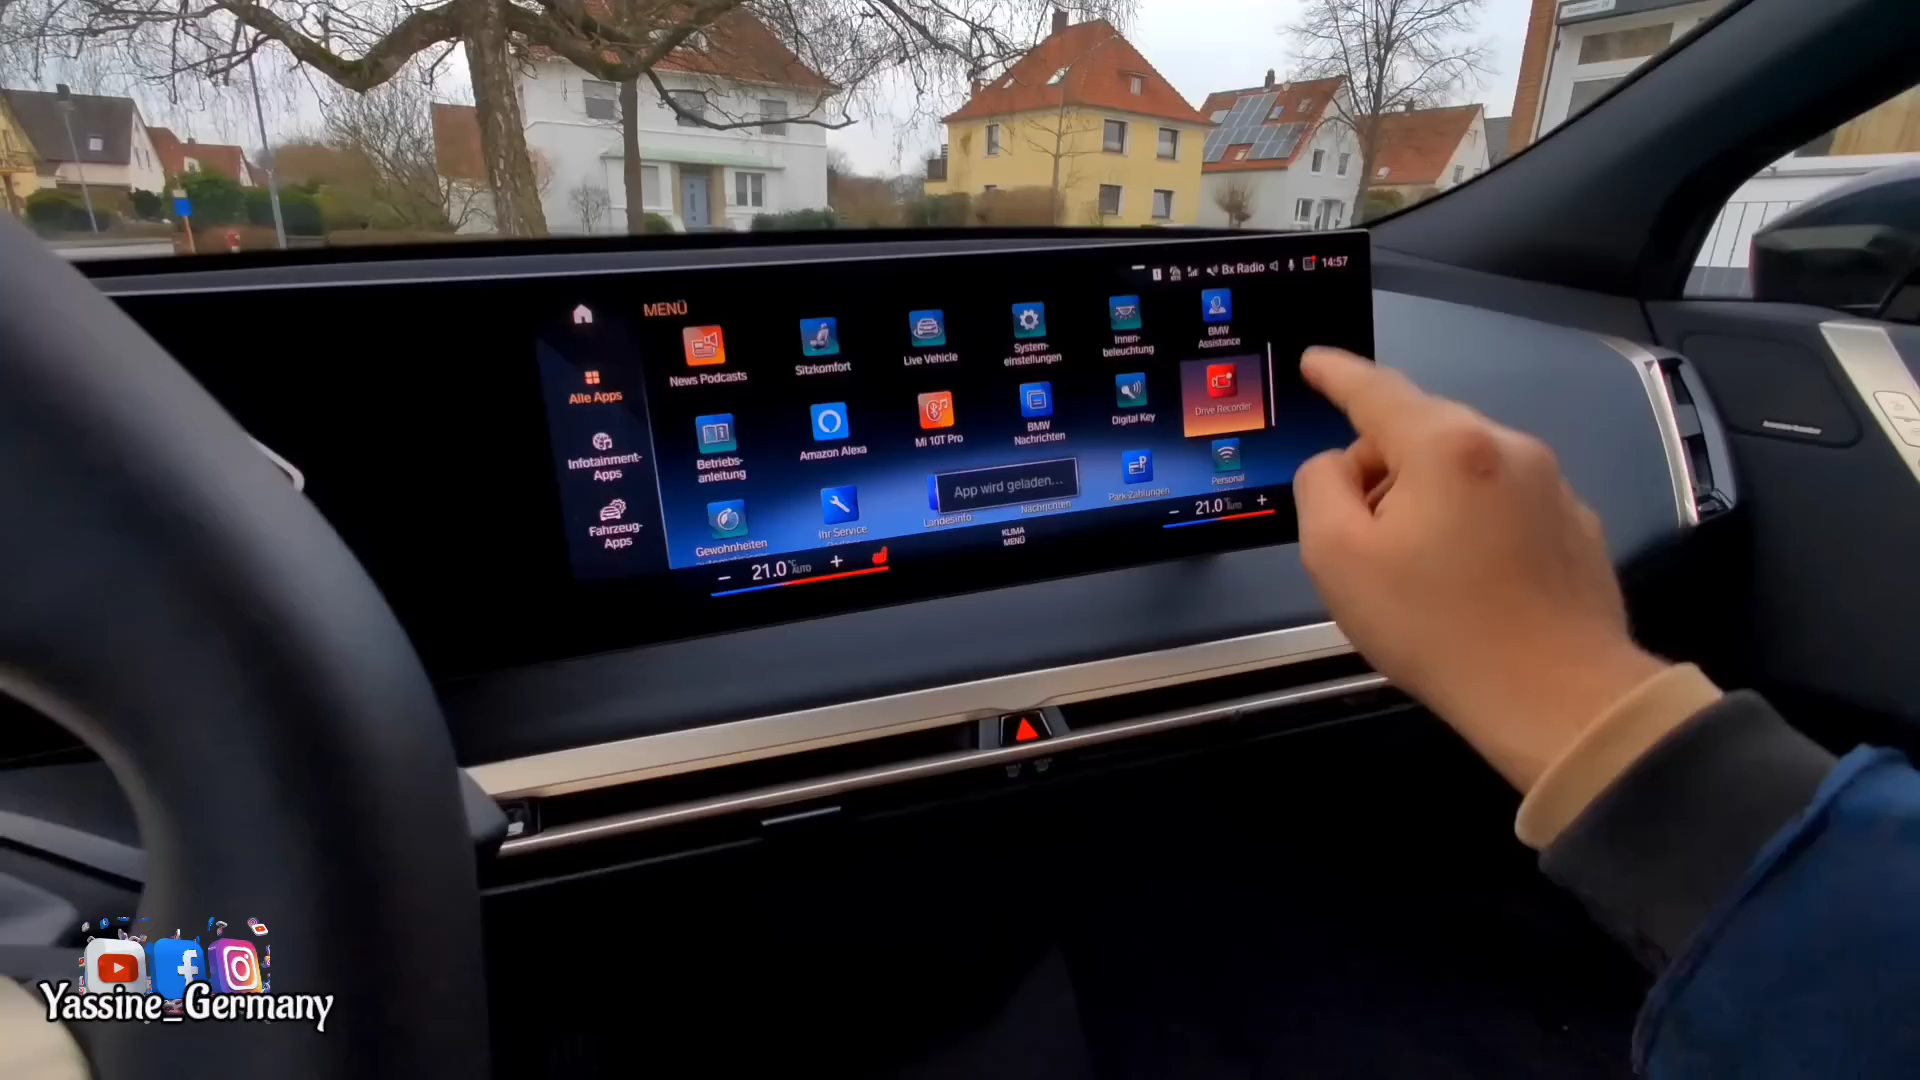 Bx Radio
14:57
MENÜ
Alle Apps
Infotainment-
Apps
Fahrzeug-
Apps
News Podcasts
Sitzkomfort
Live Vehicle
System-
einstellungen
Innen-
beleuchtung
BMW
Assistance
Betriebs-
anleitung
Amazon Alexa
Mi 10T Pro
BMW
Nachrichten
Digital Key
Drive Recorder
Gewohnheiten
Ihr Service
Landesinfo
App wird geladen...
Nachrichten
Park-Zahlungen
Personal
− 21.0 °C AUTO +
KLIMA
MENÜ
− 21.0 °C AUTO +
Yassine_Germany